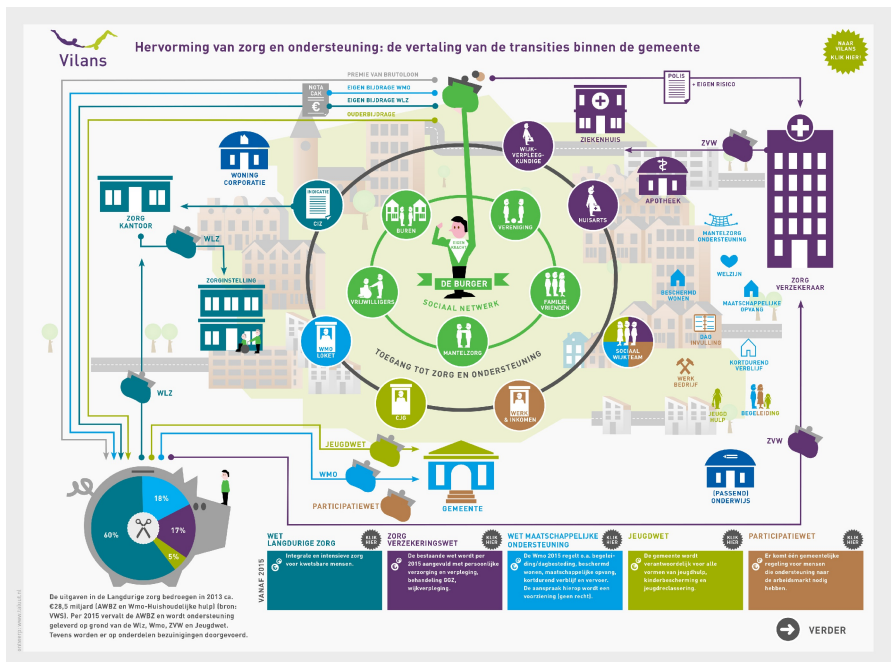 Vilans
Hervorming van zorg en ondersteuning: de vertaling van de transities binnen de gemeente
NAAR
VILANS
KLIK HIER!
PREMIE VAN BRUTOLOON
EIGEN BIJDRAGE WMO
EIGEN BIJDRAGE WLZ
OUDERBIJDRAGE
NOTA
CAK
€
POLIS
+ EIGEN RISICO
ZIEKENHUIS
ZVW
APOTHEEK
WONING
CORPORATIE
WIJK-
VERPLEEG-
KUNDIGE
HUISARTS
INDICATIE
CIZ
ZORG
KANTOOR
WLZ
ZORGINSTELLING
BUREN
VERENIGING
EIGEN
KRACHT
DE BURGER
SOCIAAL NETWERK
VRIJWILLIGERS
FAMILIE
VRIENDEN
MANTELZORG
TOEGANG TOT ZORG EN ONDERSTEUNING
WMO
LOKET
CJG
WERK
& INKOMEN
SOCIAAL
WIJKTEAM
MANTELZORG
ONDERSTEUNING
WELZIJN
BESCHERMD
WONEN
MAATSCHAPPELIJKE
OPVANG
DAG
INVULLING
KORTDUREND
VERBLIJF
WERK
BEDRIJF
JEUGD
HULP
BEGELEIDING
ZORG
VERZEKERAAR
ZVW
(PASSEND)
ONDERWIJS
WLZ
JEUGDWET
WMO
PARTICIPATIEWET
GEMEENTE
60%
18%
17%
5%
De uitgaven in de Langdurige zorg bedroegen in 2013 ca.
€28,5 miljard (AWBZ en Wmo-Huishoudelijke hulp) (bron:
VWS). Per 2015 vervalt de AWBZ en wordt ondersteuning
geleverd op grond van de Wlz, Wmo, ZVW en Jeugdwet.
Tevens worden er op onderdelen bezuinigingen doorgevoerd.
VANAF 2015
WET
LANGDURIGE ZORG
KLIK
HIER
Integrale en intensieve zorg
voor kwetsbare mensen.
ZORG
VERZEKERINGSWET
KLIK
HIER
De bestaande wet wordt per
2015 aangevuld met persoonlijke
verzorging en verpleging,
behandeling GGZ,
wijkverpleging.
WET MAATSCHAPPELIJKE
ONDERSTEUNING
KLIK
HIER
De Wmo 2015 regelt o.a. begelei-
ding/dagbesteding, beschermd
wonen, maatschappelijke opvang,
kortdurend verblijf en vervoer.
De aanspraak hierop wordt een
voorziening (geen recht).
JEUGDWET
KLIK
HIER
De gemeente wordt
verantwoordelijk voor alle
vormen van jeugdhulp,
kinderbescherming en
jeugdreclassering.
PARTICIPATIEWET
KLIK
HIER
Er komt één gemeentelijke
regeling voor mensen
die ondersteuning naar
de arbeidsmarkt nodig
hebben.
VERDER